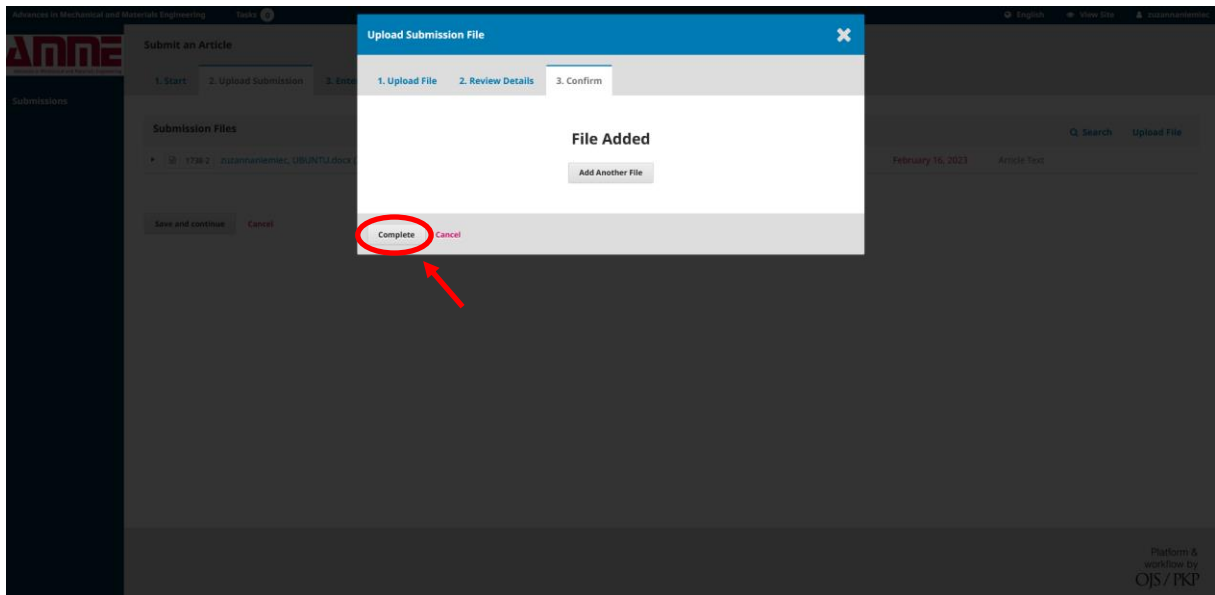 Advances in Mechanical and Materials Engineering Tasks
English View Site zuzannaniemiec
AMME
Submissions
Submit an Article
1. Start 2. Upload Submission 3. Ente
Submission Files
Search Upload File
1738-2 zuzannaniemiec, UBUNTU.docx
February 16, 2023 Article Text
Save and continue Cancel
Upload Submission File
1. Upload File 2. Review Details 3. Confirm
File Added
Add Another File
Complete Cancel
Platform &
workflow by
OJS / PKP